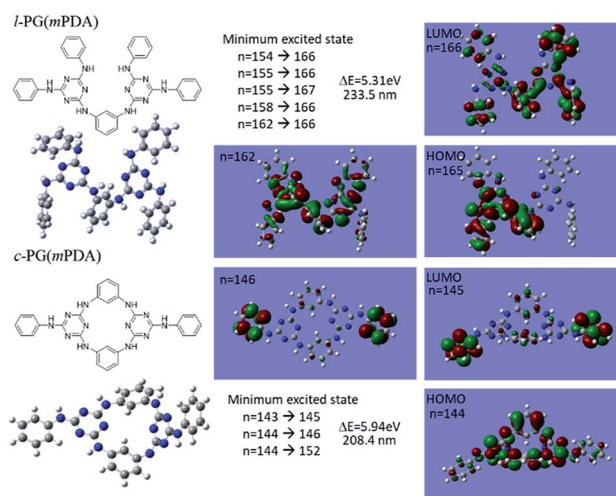 l-PG(mPDA)
NH NH
N N N N
N N
NH NH HN HN
Minimum excited state
n=154 → 166
n=155 → 166
n=155 → 167
n=158 → 166
n=162 → 166
ΔE=5.31eV
233.5 nm
LUMO
n=166
n=162
HOMO
n=165
c-PG(mPDA)
NH HN
N N N N
NH N N NH
NH HN
n=146
LUMO
n=145
Minimum excited state
n=143 → 145
n=144 → 146
n=144 → 152
ΔE=5.94eV
208.4 nm
HOMO
n=144